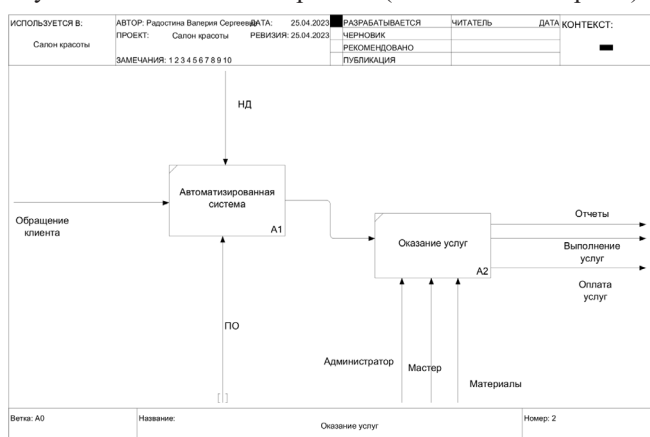 ИСПОЛЬЗУЕТСЯ В:
Салон красоты
АВТОР: Радостина Валерия Сергеевна
ДАТА: 25.04.2023
ПРОЕКТ: Салон красоты
РЕВИЗИЯ: 25.04.2023
ЗАМЕЧАНИЯ: 1 2 3 4 5 6 7 8 9 10
РАЗРАБАТЫВАЕТСЯ
ЧЕРНОВИК
РЕКОМЕНДОВАНО
ПУБЛИКАЦИЯ
ЧИТАТЕЛЬ
ДАТА
КОНТЕКСТ:
НД
Обращение
клиента
Автоматизированная
система
A1
Оказание услуг
A2
Отчеты
Выполнение
услуг
Оплата
услуг
ПО
Администратор
Мастер
Материалы
Ветка: A0
Название:
Оказание услуг
Номер: 2